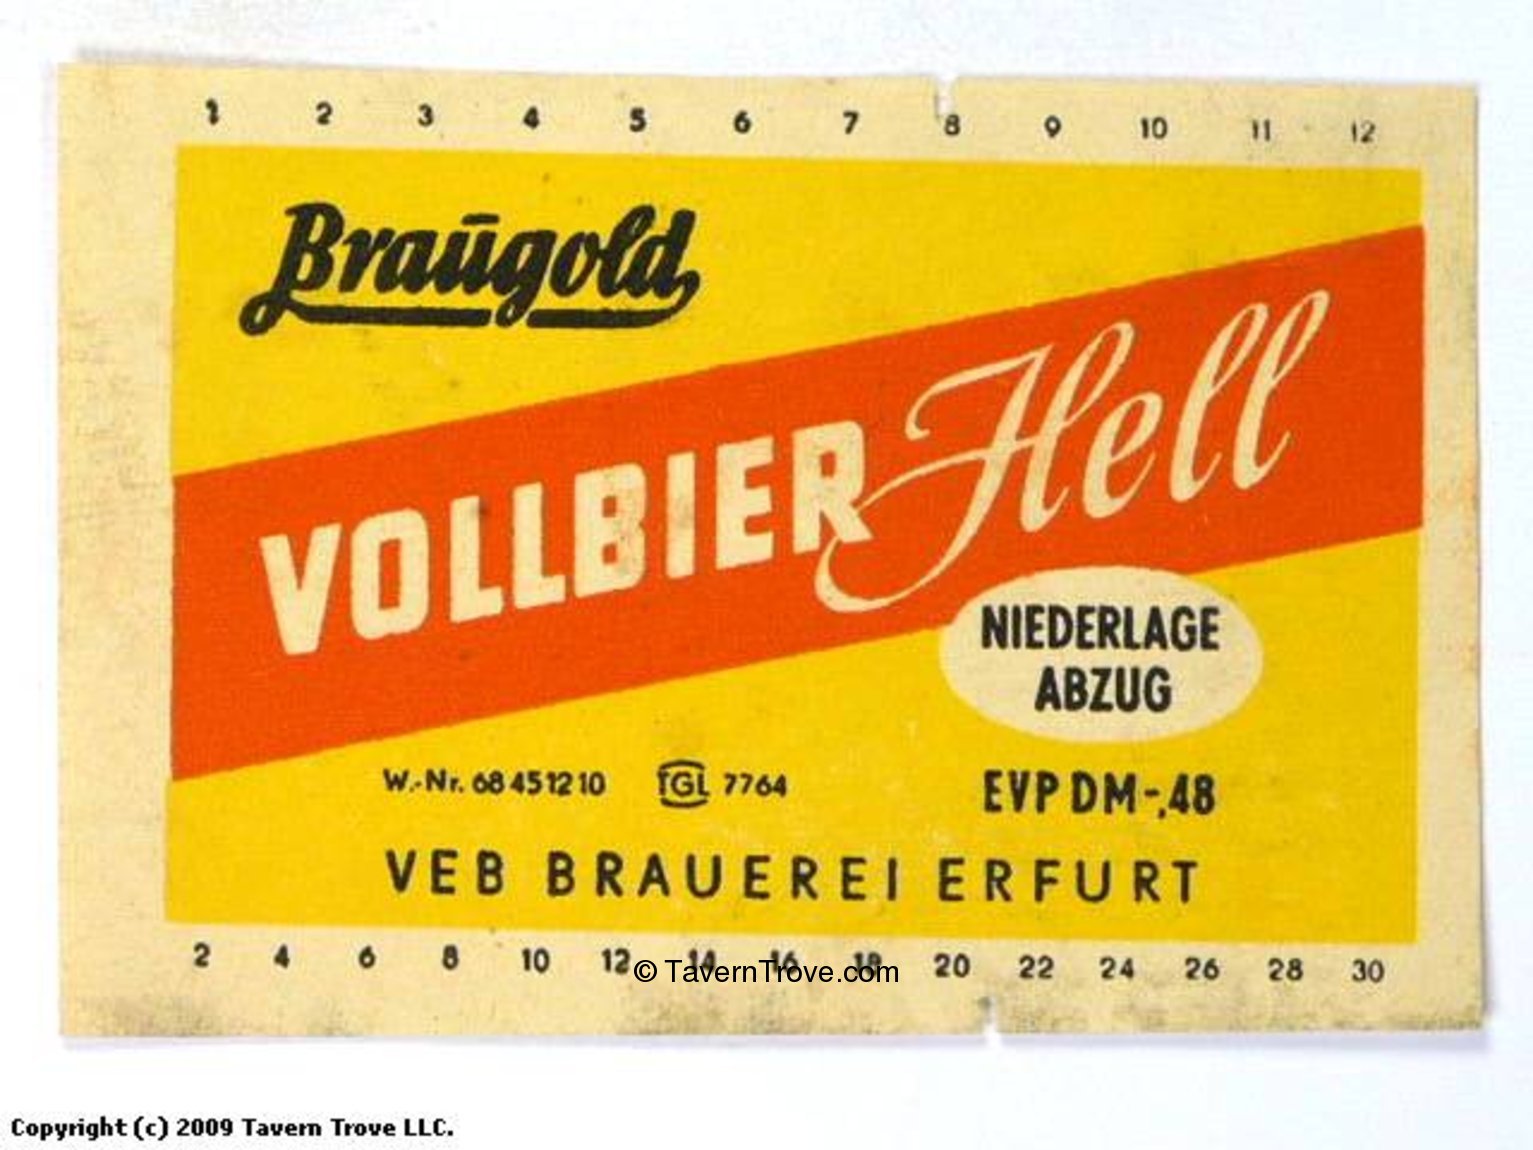 1 2 3 4 5 6 7 8 9 10 11 12
Braugold
VOLLBIER Hell
NIEDERLAGE
ABZUG
W.-Nr. 68 45 12 10 TGL 7764
EVP DM -,48
VEB BRAUEREI ERFURT
2 4 6 8 10 12 14 16 18 20 22 24 26 28 30
© TavernTrove.com
Copyright (c) 2009 Tavern Trove LLC.